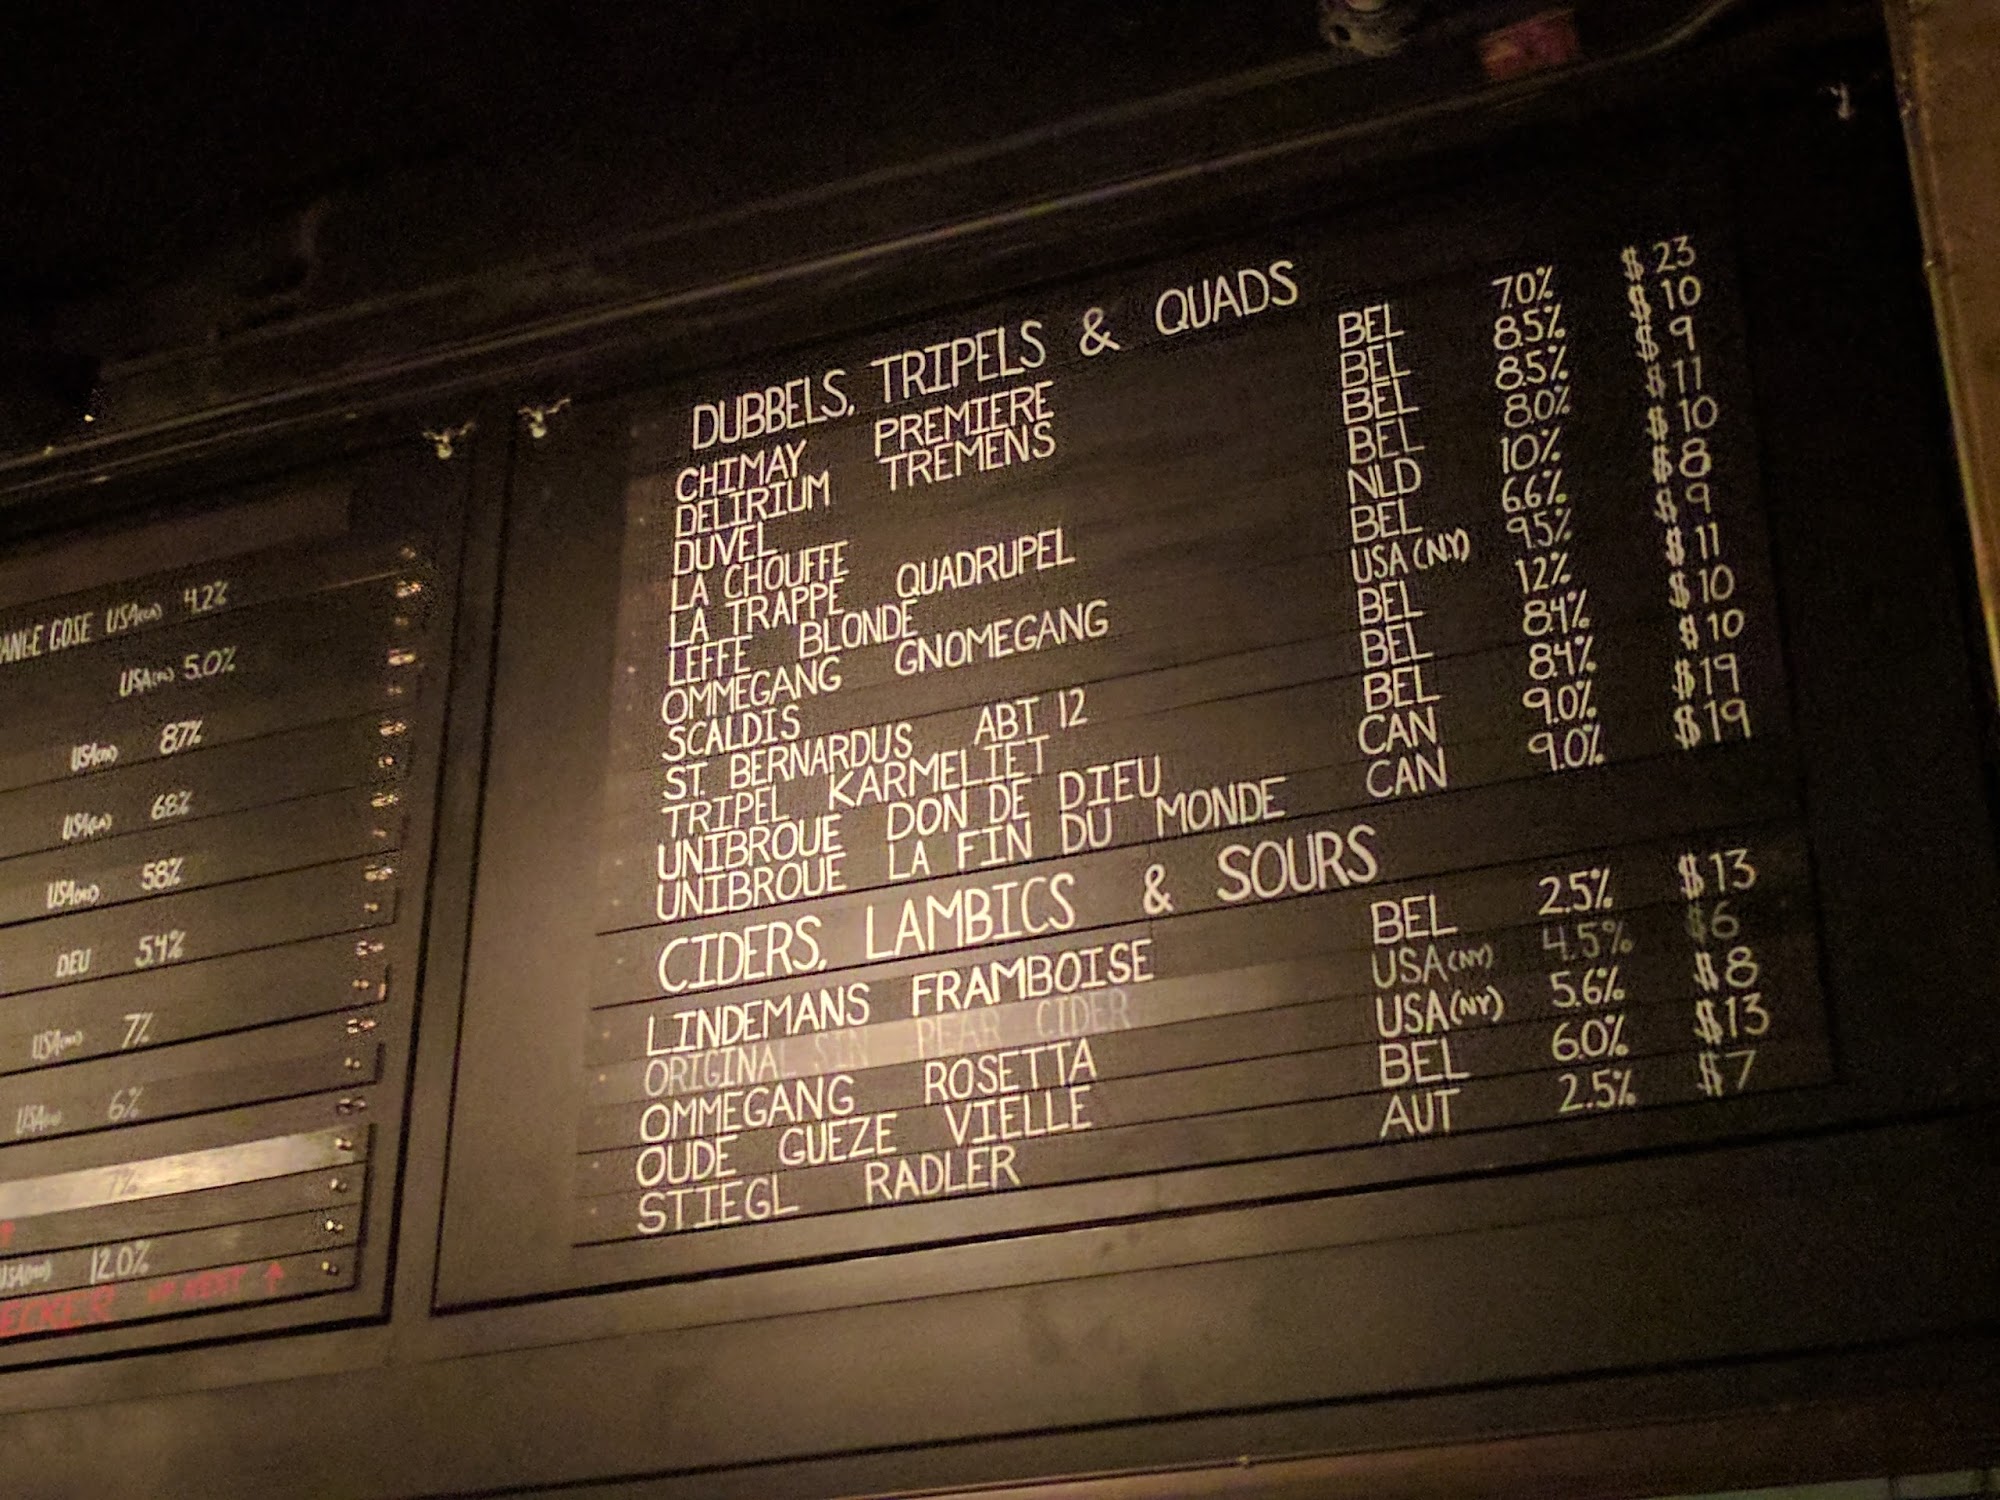 GOSE USA 4.2%
USA 5.0%
USA 8.7%
USA 6.8%
USA 5.8%
DEU 5.4%
USA 7%
USA 6%
7%
USA 12.0%
UP NEXT ↑
DUBBELS, TRIPELS & QUADS
CHIMAY PREMIERE BEL 7.0% $23
DELIRIUM TREMENS BEL 8.5% $10
DUVEL BEL 8.5% $9
LA CHOUFFE BEL 8.0% $11
LA TRAPPE QUADRUPEL NLD 10% $10
LEFFE BLONDE BEL 6.6% $8
OMMEGANG GNOMEGANG USA (NY) 9.5% $9
SCALDIS BEL 12% $11
ST. BERNARDUS ABT 12 BEL 8.4% $10
TRIPEL KARMELIET BEL 8.4% $10
UNIBROUE DON DE DIEU CAN 9.0% $19
UNIBROUE LA FIN DU MONDE CAN 9.0% $19
CIDERS, LAMBICS & SOURS
LINDEMANS FRAMBOISE BEL 2.5% $13
ORIGINAL SIN PEAR CIDER USA (NY) 4.5% $6
OMMEGANG ROSETTA USA (NY) 5.6% $8
OUDE GUEZE VIELLE BEL 6.0% $13
STIEGL RADLER AUT 2.5% $7